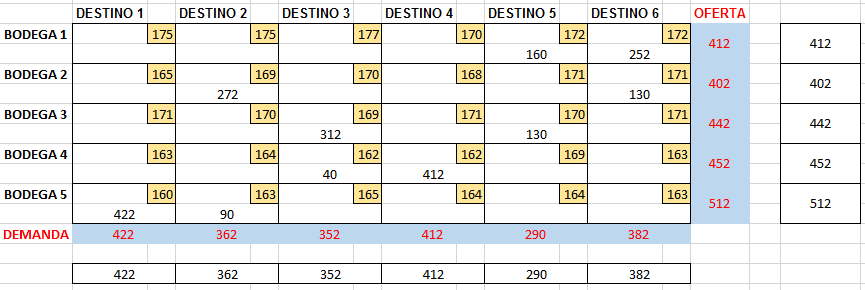 DESTINO 1 DESTINO 2 DESTINO 3 DESTINO 4 DESTINO 5 DESTINO 6 OFERTA
BODEGA 1 175 175 177 170 172 172
412 412
160 252
BODEGA 2 165 169 170 168 171 171
402 402
272 130
BODEGA 3 171 170 169 171 170 171
442 442
312 130
BODEGA 4 163 164 162 162 169 163
452 452
40 412
BODEGA 5 160 163 165 164 164 163
512 512
422 90
DEMANDA 422 362 352 412 290 382
422 362 352 412 290 382